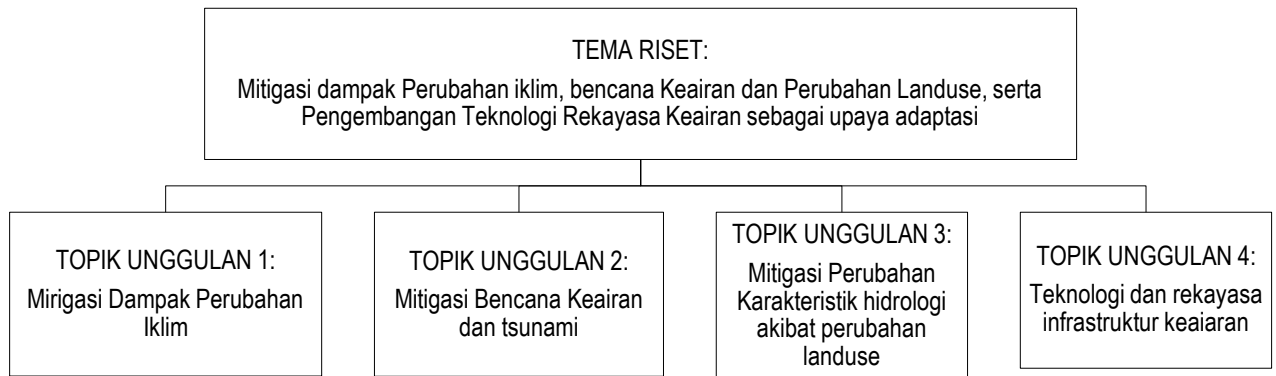 TEMA RISET:
Mitigasi dampak Perubahan iklim, bencana Keairan dan Perubahan Landuse, serta
Pengembangan Teknologi Rekayasa Keairan sebagai upaya adaptasi
TOPIK UNGGULAN 1:
Mirigasi Dampak Perubahan
Iklim
TOPIK UNGGULAN 2:
Mitigasi Bencana Keairan
dan tsunami
TOPIK UNGGULAN 3:
Mitigasi Perubahan
Karakteristik hidrologi
akibat perubahan
landuse
TOPIK UNGGULAN 4:
Teknologi dan rekayasa
infrastruktur keaiaran